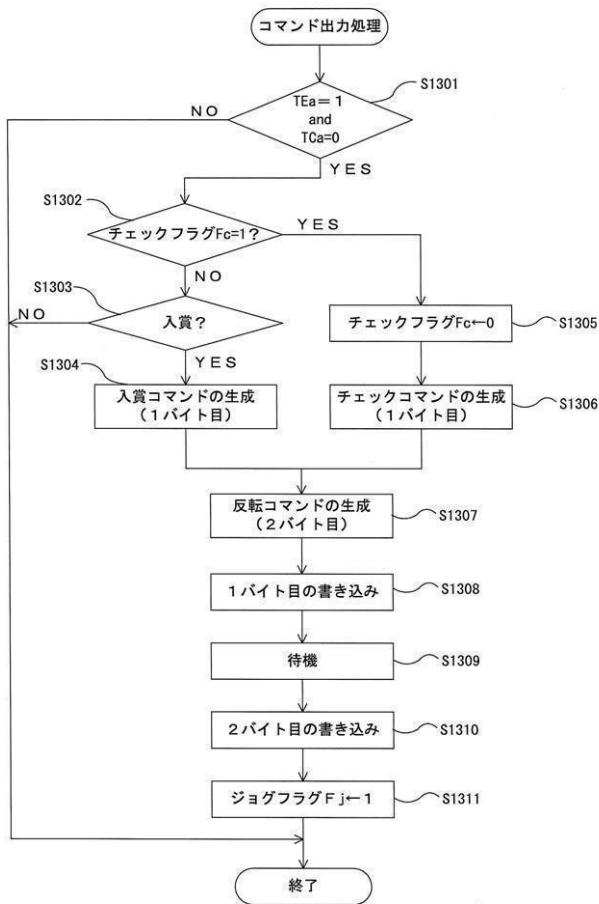 コマンド出力処理
S1301
TEa=1
and
TCa=0
NO
YES
S1302
チェックフラグFc=1?
YES
NO
S1303
入賞?
NO
YES
チェックフラグFc←0
S1305
S1304
入賞コマンドの生成
(1バイト目)
チェックコマンドの生成
(1バイト目)
S1306
反転コマンドの生成
(2バイト目)
S1307
1バイト目の書き込み
S1308
待機
S1309
2バイト目の書き込み
S1310
ジョグフラグFj←1
S1311
終了